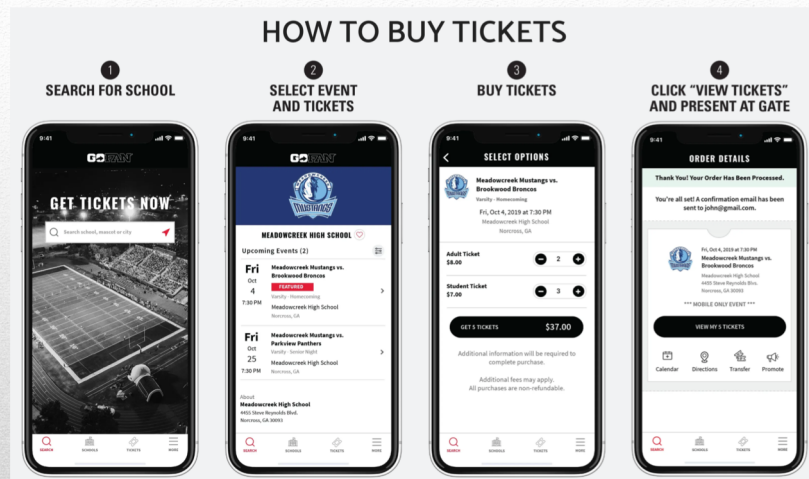 HOW TO BUY TICKETS
1
SEARCH FOR SCHOOL
9:41
GOFAN
GET TICKETS NOW
Search school, mascot or city
SEARCH
SCHOOLS
TICKETS
MORE
2
SELECT EVENT
AND TICKETS
9:41
GOFAN
MUSTANGS
MEADOWCREEK HIGH SCHOOL
Upcoming Events (2)
Fri
Oct
4
7:30 PM
Meadowcreek Mustangs vs.
Brookwood Broncos
FEATURED
Varsity - Homecoming
Meadowcreek High School
Norcross, GA
Fri
Oct
25
7:30 PM
Meadowcreek Mustangs vs.
Parkview Panthers
Varsity - Senior Night
Meadowcreek High School
Norcross, GA
About
Meadowcreek High School
4455 Steve Reynolds Blvd.
Norcross, GA 30093
SEARCH
SCHOOLS
TICKETS
MORE
3
BUY TICKETS
9:41
SELECT OPTIONS
Meadowcreek Mustangs vs.
Brookwood Broncos
Varsity - Homecoming
Fri, Oct 4, 2019 at 7:30 PM
Meadowcreek High School
Norcross, GA
Adult Ticket
$8.00
2
Student Ticket
$7.00
3
GET 5 TICKETS $37.00
Additional information will be required to
complete purchase.
Additional fees may apply.
All purchases are non-refundable.
SEARCH
SCHOOLS
TICKETS
MORE
4
CLICK “VIEW TICKETS”
AND PRESENT AT GATE
9:41
ORDER DETAILS
Thank You! Your Order Has Been Processed.
You're all set! A confirmation email has been
sent to john@gmail.com.
Fri, Oct 4, 2019 at 7:30 PM
Meadowcreek Mustangs vs.
Brookwood Broncos
Meadowcreek High School
4455 Steve Reynolds Blv.
Norcross, GA 30093
*** MOBILE ONLY EVENT ***
VIEW MY 5 TICKETS
Calendar
Directions
Transfer
Promote
SEARCH
SCHOOLS
TICKETS
MORE